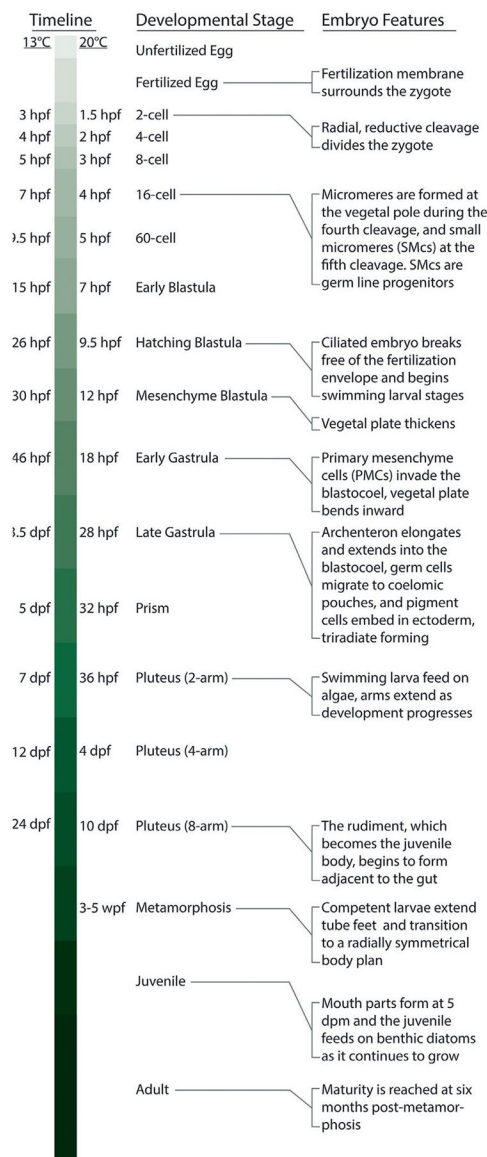 Timeline Developmental Stage Embryo Features
13°C 20°C
Unfertilized Egg
Fertilized Egg
Fertilization membrane
surrounds the zygote
3 hpf 1.5 hpf 2-cell
4 hpf 2 hpf 4-cell
5 hpf 3 hpf 8-cell
Radial, reductive cleavage
divides the zygote
7 hpf 4 hpf 16-cell
.5 hpf 5 hpf 60-cell
Micromeres are formed at
the vegetal pole during the
fourth cleavage, and small
micromeres (SMcs) at the
fifth cleavage. SMcs are
germ line progenitors
15 hpf 7 hpf Early Blastula
26 hpf 9.5 hpf Hatching Blastula
Ciliated embryo breaks
free of the fertilization
envelope and begins
swimming larval stages
30 hpf 12 hpf Mesenchyme Blastula
Vegetal plate thickens
46 hpf 18 hpf Early Gastrula
Primary mesenchyme
cells (PMCs) invade the
blastocoel, vegetal plate
bends inward
.5 dpf 28 hpf Late Gastrula
Archenteron elongates
and extends into the
blastocoel, germ cells
migrate to coelomic
pouches, and pigment
cells embed in ectoderm,
triradiate forming
5 dpf 32 hpf Prism
7 dpf 36 hpf Pluteus (2-arm)
Swimming larva feed on
algae, arms extend as
development progresses
12 dpf 4 dpf Pluteus (4-arm)
24 dpf 10 dpf Pluteus (8-arm)
The rudiment, which
becomes the juvenile
body, begins to form
adjacent to the gut
3-5 wpf Metamorphosis
Competent larvae extend
tube feet and transition
to a radially symmetrical
body plan
Juvenile
Mouth parts form at 5
dpm and the juvenile
feeds on benthic diatoms
as it continues to grow
Adult
Maturity is reached at six
months post-metamor-
phosis